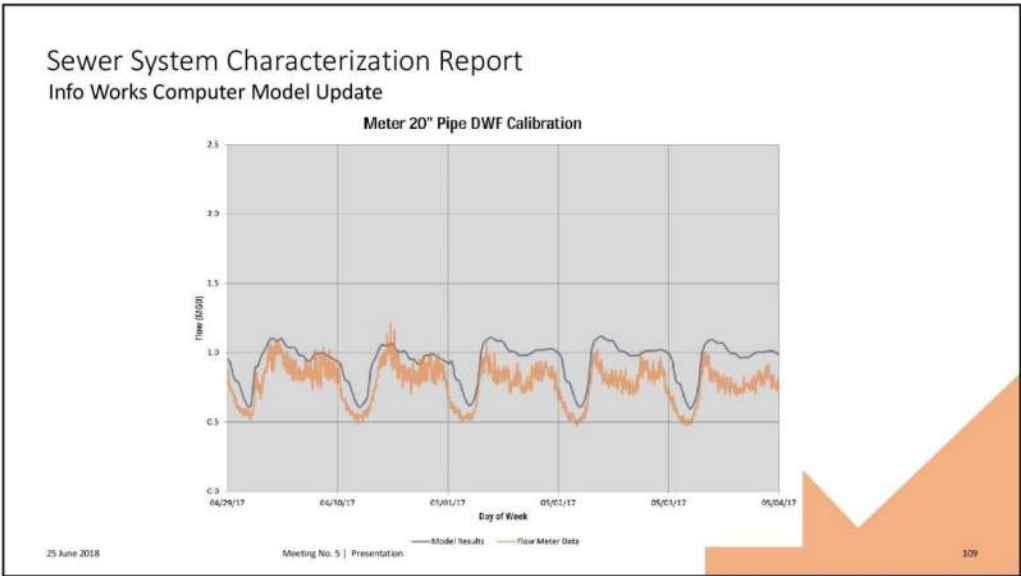 Sewer System Characterization Report
Info Works Computer Model Update
Meter 20" Pipe DWF Calibration
2.5
2.0
1.5
1.0
0.5
0.0
Flow (MGD)
04/29/17 04/30/17 05/01/17 05/02/17 05/03/17 05/04/17
Day of Week
Model Results Flow Meter Data
25 June 2018 Meeting No. 5 | Presentation 109